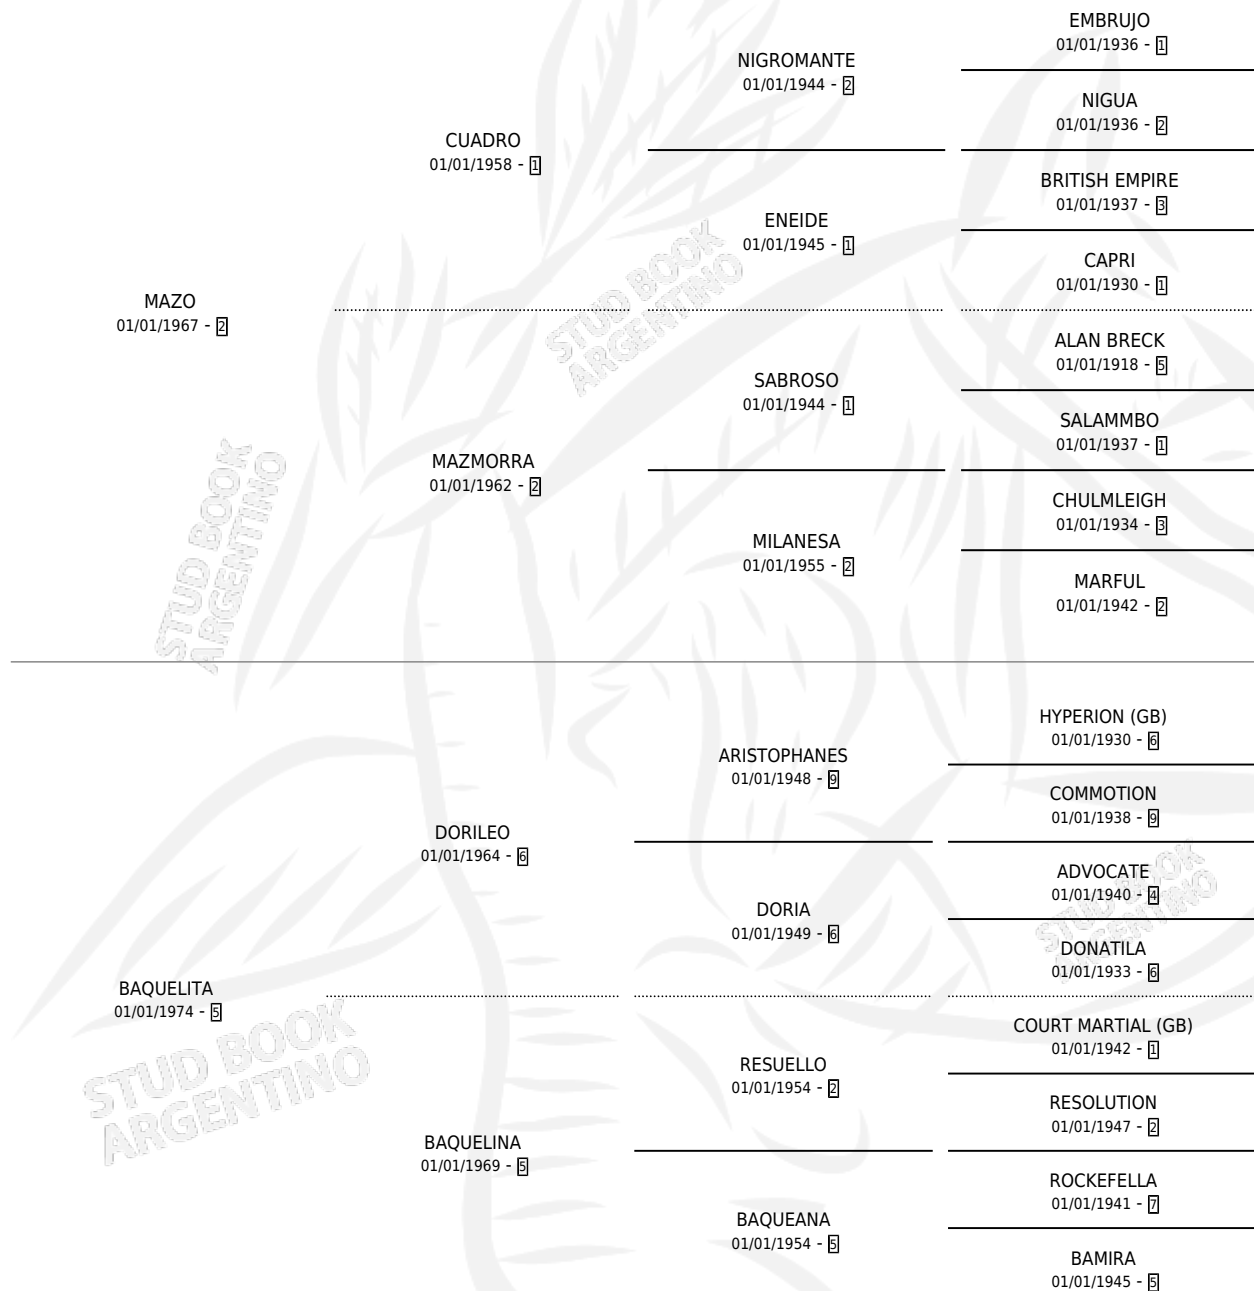 EMBRUJO
01/01/1936 - 1
NIGROMANTE
01/01/1944 - 2
NIGUA
01/01/1936 - 2
CUADRO
01/01/1958 - 1
BRITISH EMPIRE
01/01/1937 - 3
ENEIDE
01/01/1945 - 1
CAPRI
01/01/1930 - 1
MAZO
01/01/1967 - 2
ALAN BRECK
01/01/1918 - 5
SABROSO
01/01/1944 - 1
SALAMMBO
01/01/1937 - 1
MAZMORRA
01/01/1962 - 2
CHULMLEIGH
01/01/1934 - 3
MILANESA
01/01/1955 - 2
MARFUL
01/01/1942 - 2
HYPERION (GB)
01/01/1930 - 6
ARISTOPHANES
01/01/1948 - 9
COMMOTION
01/01/1938 - 9
DORILEO
01/01/1964 - 6
ADVOCATE
01/01/1940 - 4
DORIA
01/01/1949 - 6
DONATILA
01/01/1933 - 6
BAQUELITA
01/01/1974 - 5
COURT MARTIAL (GB)
01/01/1942 - 1
RESUELLO
01/01/1954 - 2
RESOLUTION
01/01/1947 - 2
BAQUELINA
01/01/1969 - 5
ROCKEFELLA
01/01/1941 - 7
BAQUEANA
01/01/1954 - 5
BAMIRA
01/01/1945 - 5
STUD BOOK
ARGENTINO
STUD BOOK
ARGENTINO
STUD BOOK
ARGENTINO
STUD BOOK
ARGENTINO